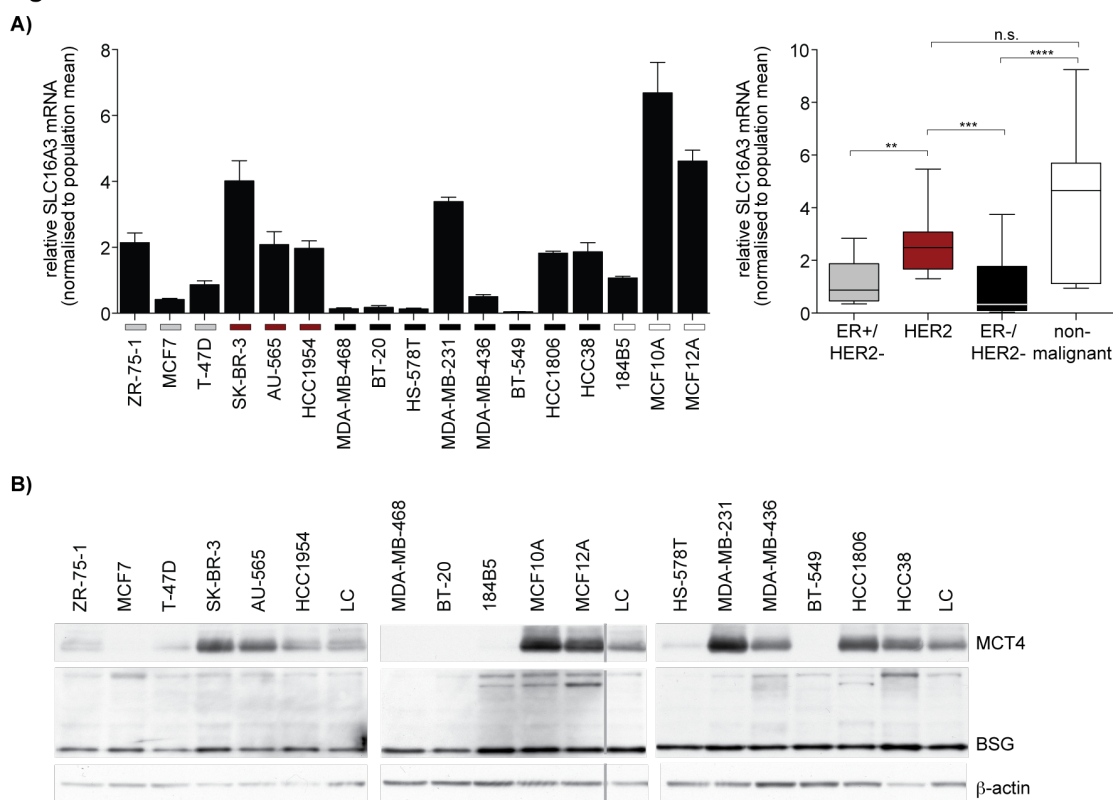 A)
relative SLC16A3 mRNA
(normalised to population mean)
8
6
4
2
0
ZR-75-1
MCF7
T-47D
SK-BR-3
AU-565
HCC1954
MDA-MB-468
BT-20
HS-578T
MDA-MB-231
MDA-MB-436
BT-549
HCC1806
HCC38
184B5
MCF10A
MCF12A
relative SLC16A3 mRNA
(normalised to population mean)
10
8
6
4
2
0
n.s.
****
***
**
ER+/
HER2-
HER2
ER-/
HER2-
non-
malignant
B)
ZR-75-1
MCF7
T-47D
SK-BR-3
AU-565
HCC1954
LC
MDA-MB-468
BT-20
184B5
MCF10A
MCF12A
LC
HS-578T
MDA-MB-231
MDA-MB-436
BT-549
HCC1806
HCC38
LC
MCT4
BSG
β-actin